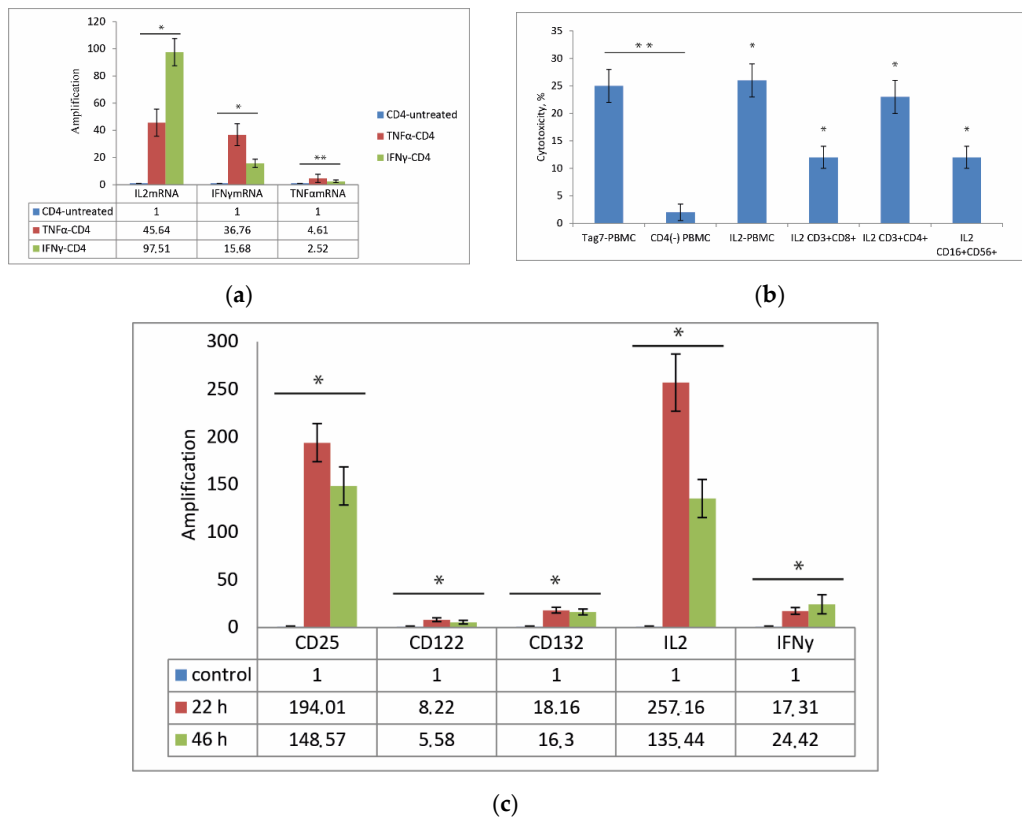 120
100
80
60
40
20
0
Amplification
*
*
**
CD4-untreated
TNFα-CD4
IFNγ-CD4
IL2mRNA IFNγmRNA TNFαmRNA
CD4-untreated 1 1 1
TNFα-CD4 45,64 36,76 4,61
IFNγ-CD4 97,51 15,68 2,52
(a)
35
30
25
20
15
10
5
0
Cytotoxicity, %
* *
*
*
*
*
Tag7-PBMC CD4(-) PBMC IL2-PBMC IL2 CD3+CD8+ IL2 CD3+CD4+ IL2
CD16+CD56+
(b)
300
250
200
150
100
50
0
Amplification
*
*
*
*
*
CD25 CD122 CD132 IL2 IFNγ
control 1 1 1 1 1
22 h 194,01 8,22 18,16 257,16 17,31
46 h 148,57 5,58 16,3 135,44 24,42
(c)